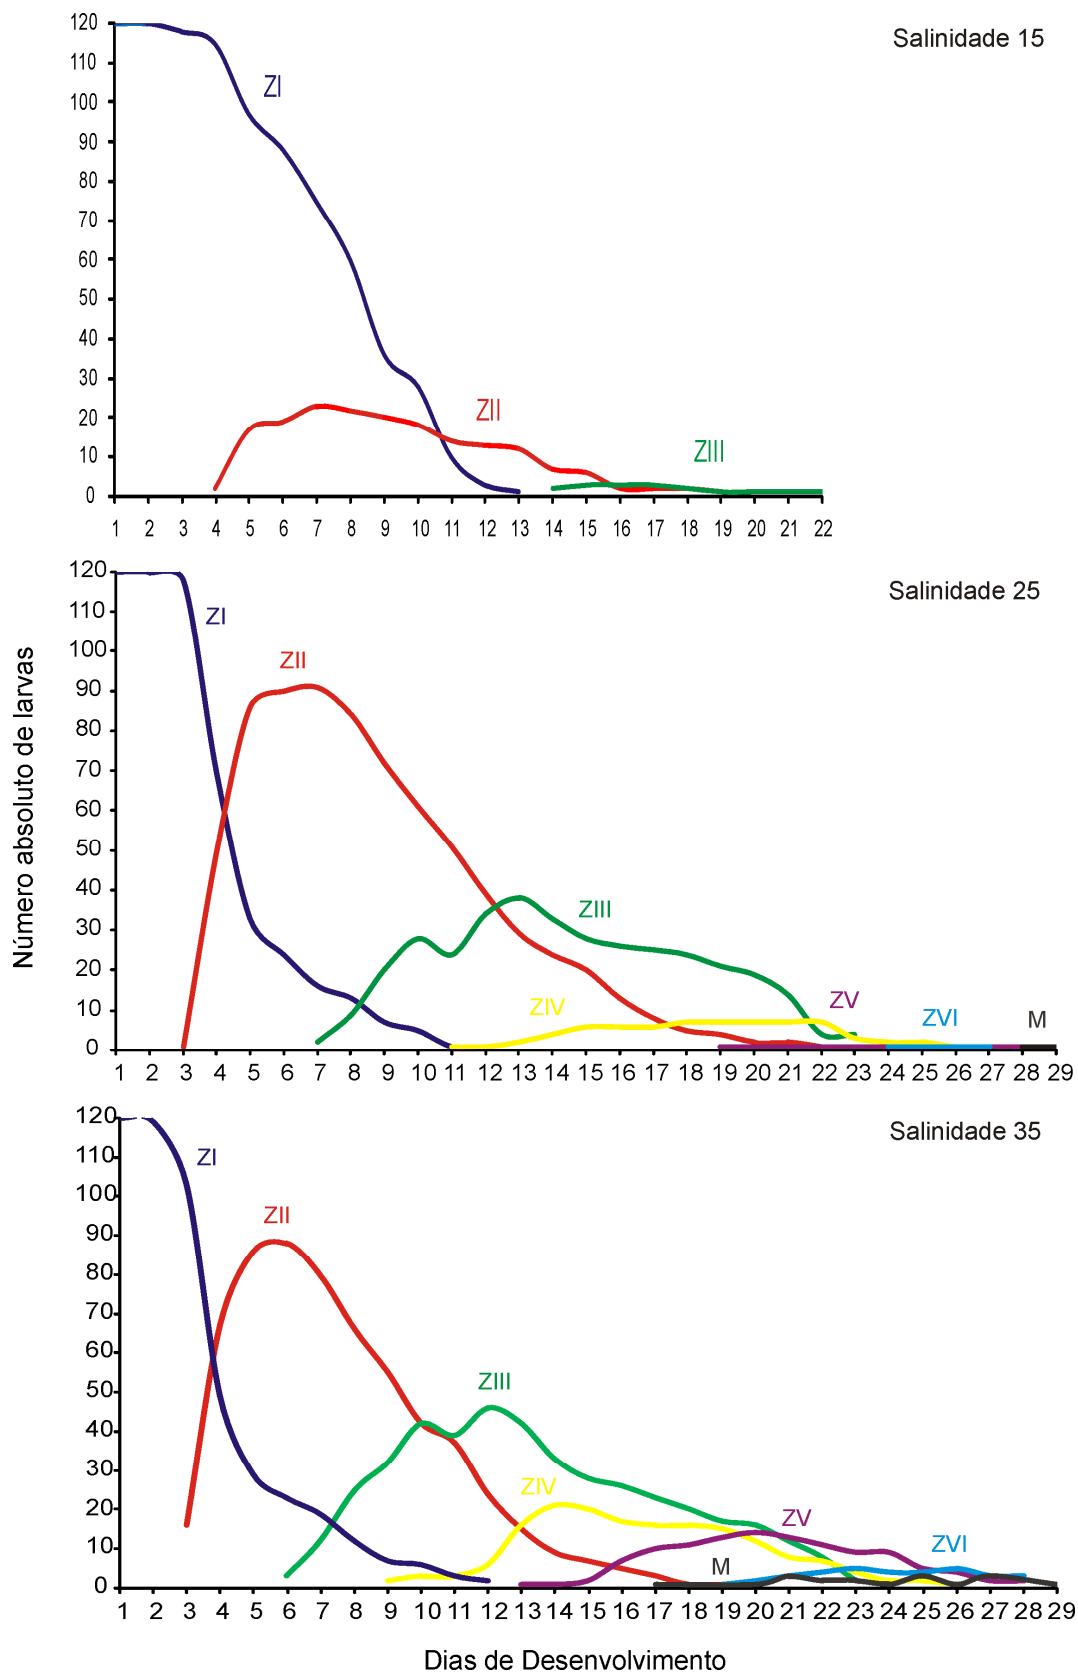 Salinidade 15
120
110
100
90
80
70
60
50
40
30
20
10
0
ZI
ZII
ZIII
1 2 3 4 5 6 7 8 9 10 11 12 13 14 15 16 17 18 19 20 21 22
Salinidade 25
120
110
100
90
80
70
60
50
40
30
20
10
0
ZI
ZII
ZIII
ZIV
ZV
ZVI
M
1 2 3 4 5 6 7 8 9 10 11 12 13 14 15 16 17 18 19 20 21 22 23 24 25 26 27 28 29
Número absoluto de larvas
Salinidade 35
120
110
100
90
80
70
60
50
40
30
20
10
0
ZI
ZII
ZIII
ZIV
ZV
M
ZVI
1 2 3 4 5 6 7 8 9 10 11 12 13 14 15 16 17 18 19 20 21 22 23 24 25 26 27 28 29
Dias de Desenvolvimento